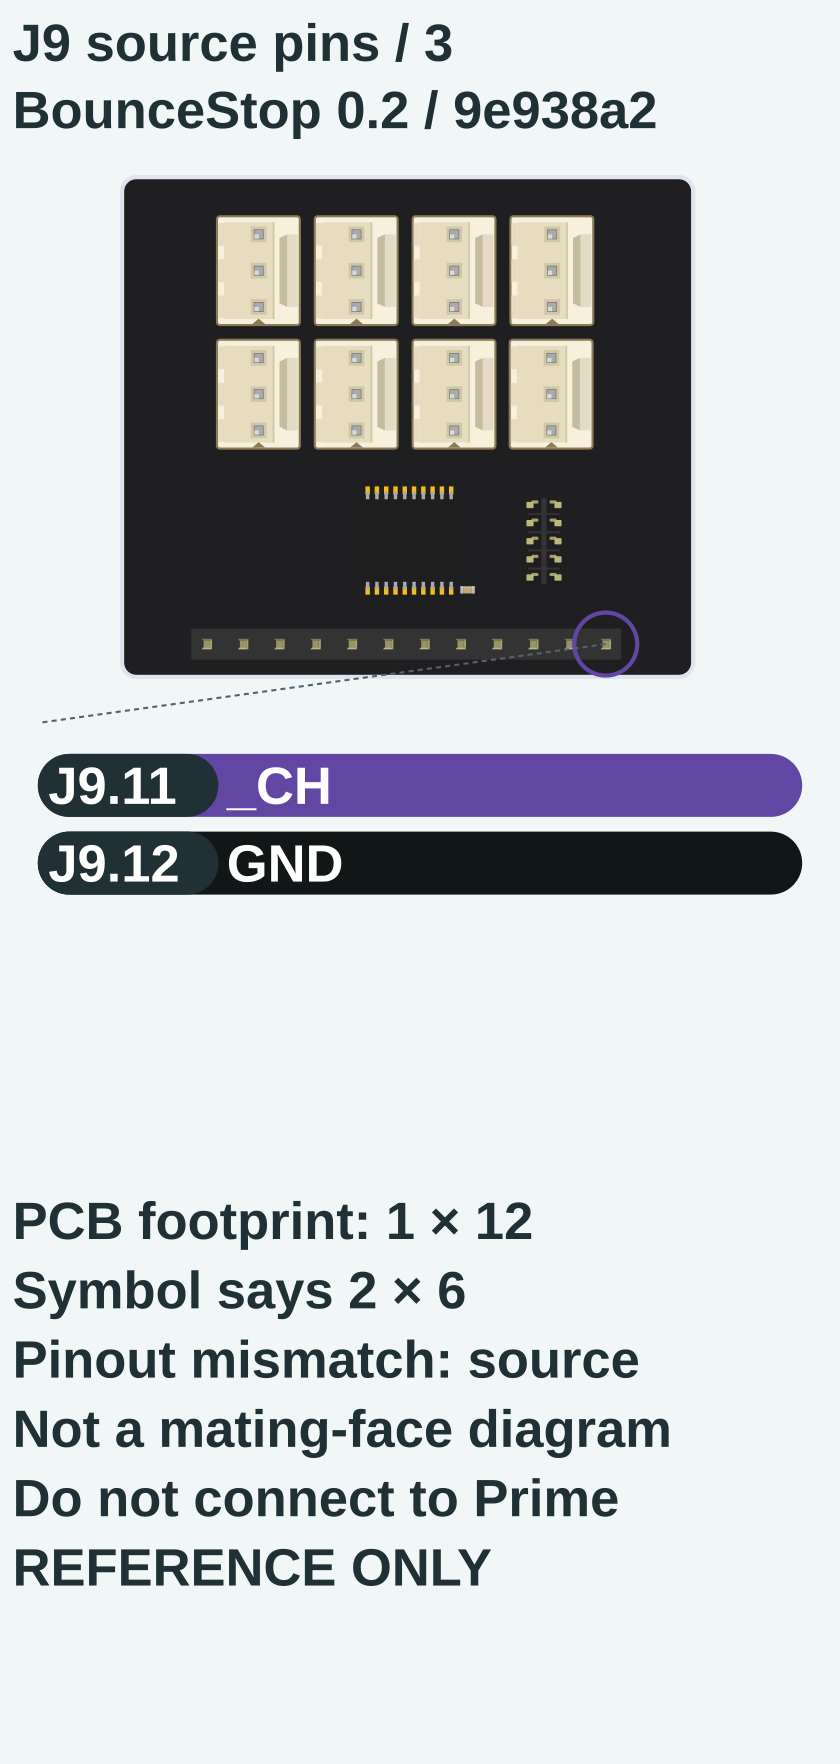 J9 source pins / 3
BounceStop 0.2 / 9e938a2
J9.11 _CH
J9.12 GND
PCB footprint: 1 × 12
Symbol says 2 × 6
Pinout mismatch: source
Not a mating-face diagram
Do not connect to Prime
REFERENCE ONLY